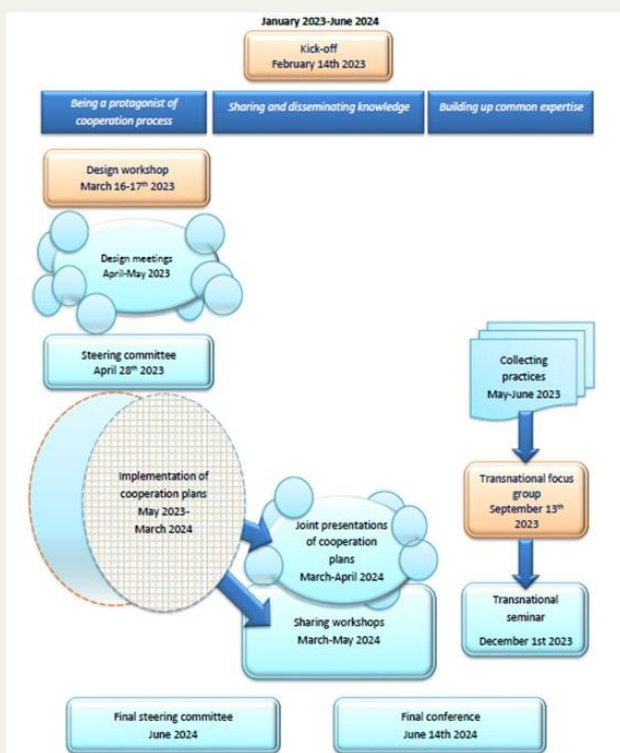 January 2023-June 2024
Kick-off
February 14th 2023
Being a protagonist of
cooperation process
Sharing and disseminating knowledge
Building up common expertise
Design workshop
March 16-17th 2023
Design meetings
April-May 2023
Steering committee
April 28th 2023
Collecting
practices
May-June 2023
Implementation of
cooperation plans
May 2023-
March 2024
Transnational focus
group
September 13th
2023
Joint presentations
of cooperation
plans
March-April 2024
Sharing workshops
March-May 2024
Transnational
seminar
December 1st 2023
Final steering committee
June 2024
Final conference
June 14th 2024